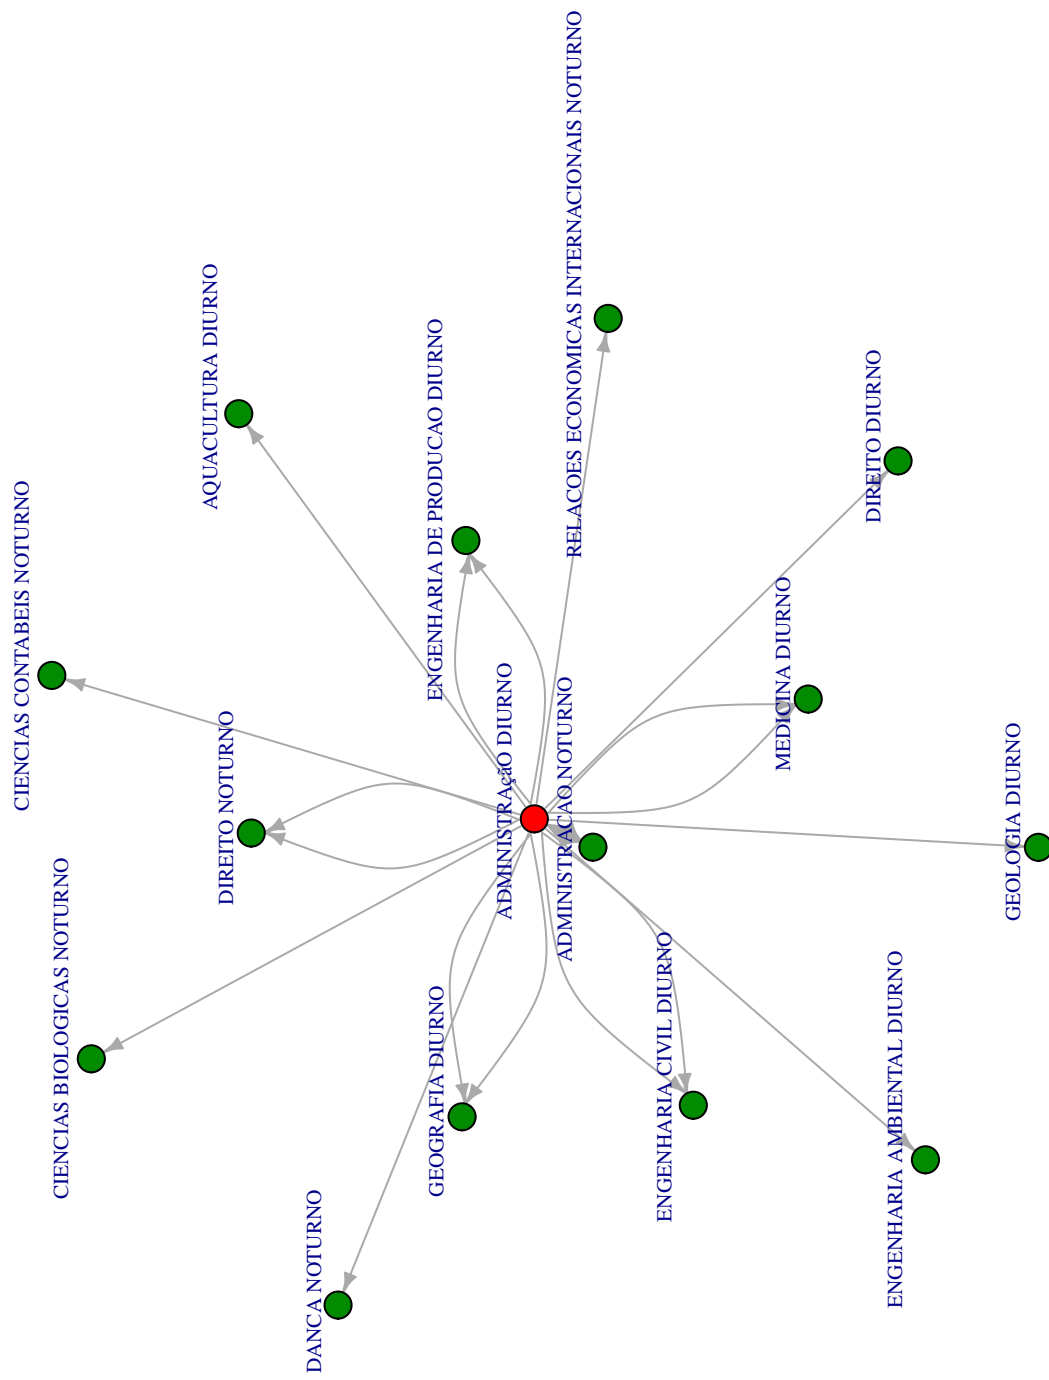 RELACOES ECONOMICAS INTERNACIONAIS NOTURNO
AQUACULTURA DIURNO
ENGENHARIA DE PRODUCAO DIURNO
DIREITO DIURNO
CIENCIAS CONTABEIS NOTURNO
MEDICINA DIURNO
DIREITO NOTURNO
ADMINISTRAçãO DIURNO
ADMINISTRACAO NOTURNO
GEOLOGIA DIURNO
CIENCIAS BIOLOGICAS NOTURNO
GEOGRAFIA DIURNO
ENGENHARIA CIVIL DIURNO
ENGENHARIA AMBIENTAL DIURNO
DANCA NOTURNO